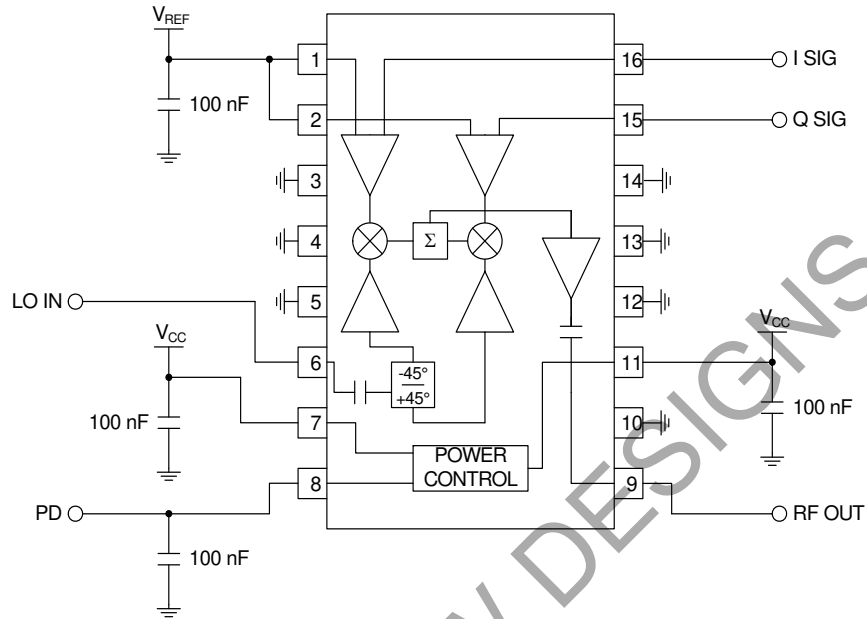 VREF
1
16
I SIG
100 nF
2
15
Q SIG
3
14
4
Σ
13
LO IN
5
12
VCC
VCC
6
-45°
+45°
11
100 nF
7
10
100 nF
POWER
CONTROL
PD
8
9
RF OUT
100 nF
DESIGNS